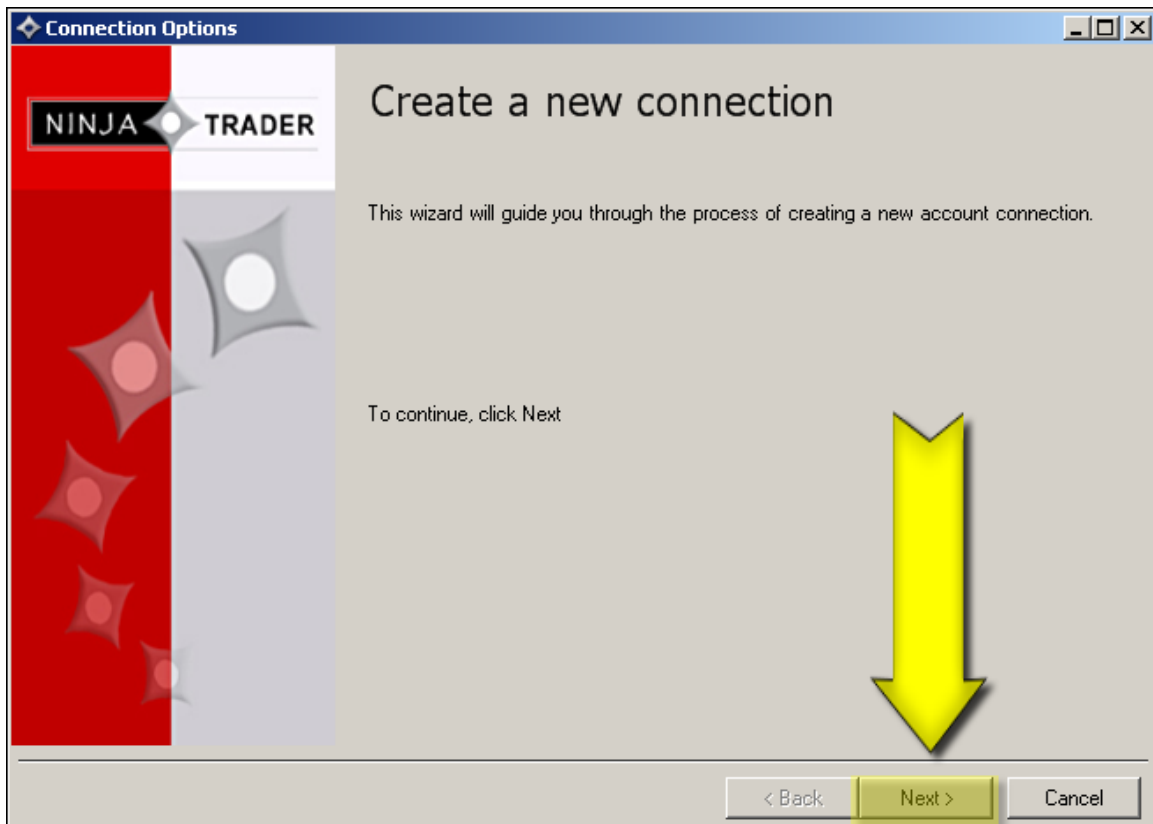 Connection Options
NINJA TRADER
Create a new connection
This wizard will guide you through the process of creating a new account connection.
To continue, click Next
< Back Next > Cancel